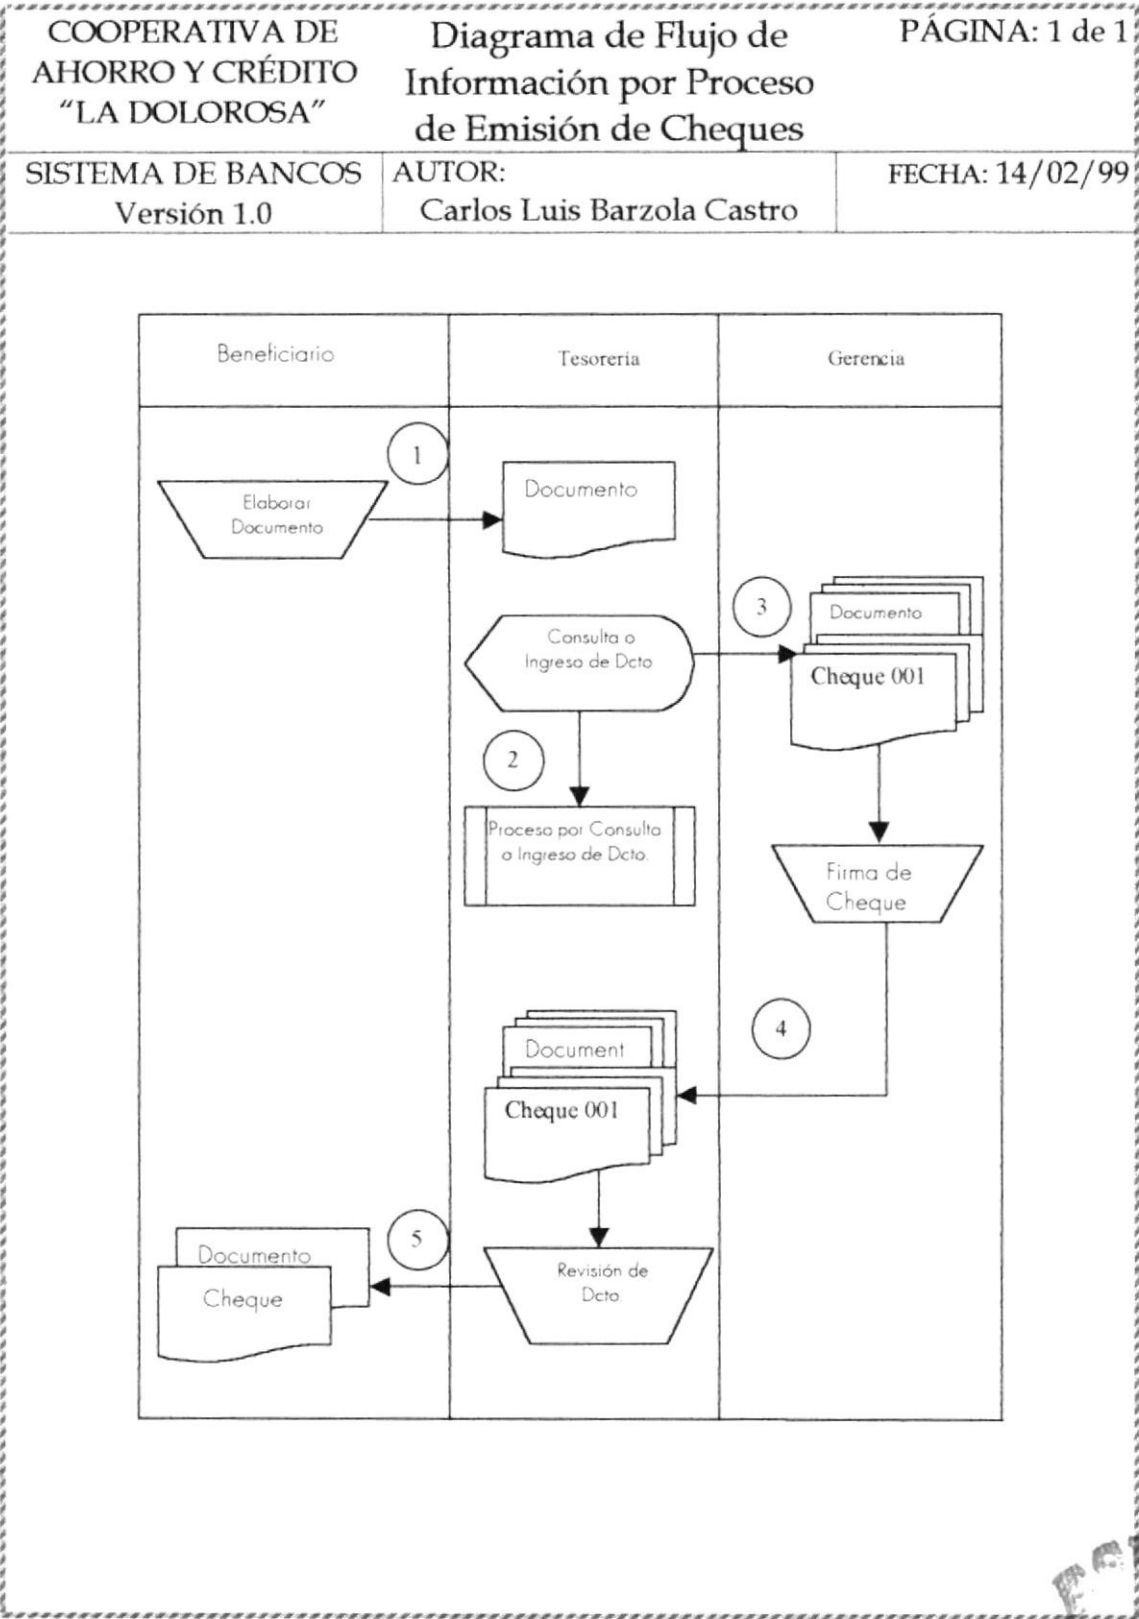 COOPERATIVA DE
AHORRO Y CRÉDITO
“LA DOLOROSA”
Diagrama de Flujo de
Información por Proceso
de Emisión de Cheques
PÁGINA: 1 de 1
SISTEMA DE BANCOS
Versión 1.0
AUTOR:
Carlos Luis Barzola Castro
FECHA: 14/02/99
Beneficiario
Tesorería
Gerencia
1
Elaborar
Documento
Documento
Consulta o
Ingreso de Dcto
3
Documento
Cheque 001
2
Proceso por Consulta
o Ingreso de Dcto.
Firma de
Cheque
4
Document
Cheque 001
5
Documento
Cheque
Revisión de
Dcto.